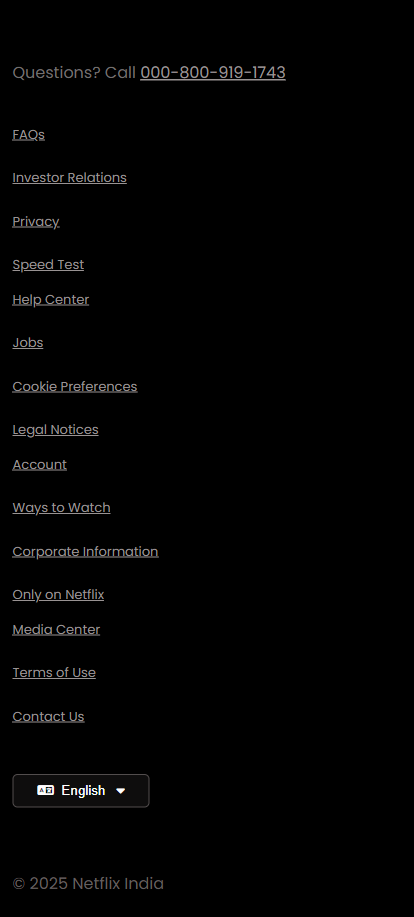 Questions? Call 000-800-919-1743
FAQs
Investor Relations
Privacy
Speed Test
Help Center
Jobs
Cookie Preferences
Legal Notices
Account
Ways to Watch
Corporate Information
Only on Netflix
Media Center
Terms of Use
Contact Us
English
© 2025 Netflix India